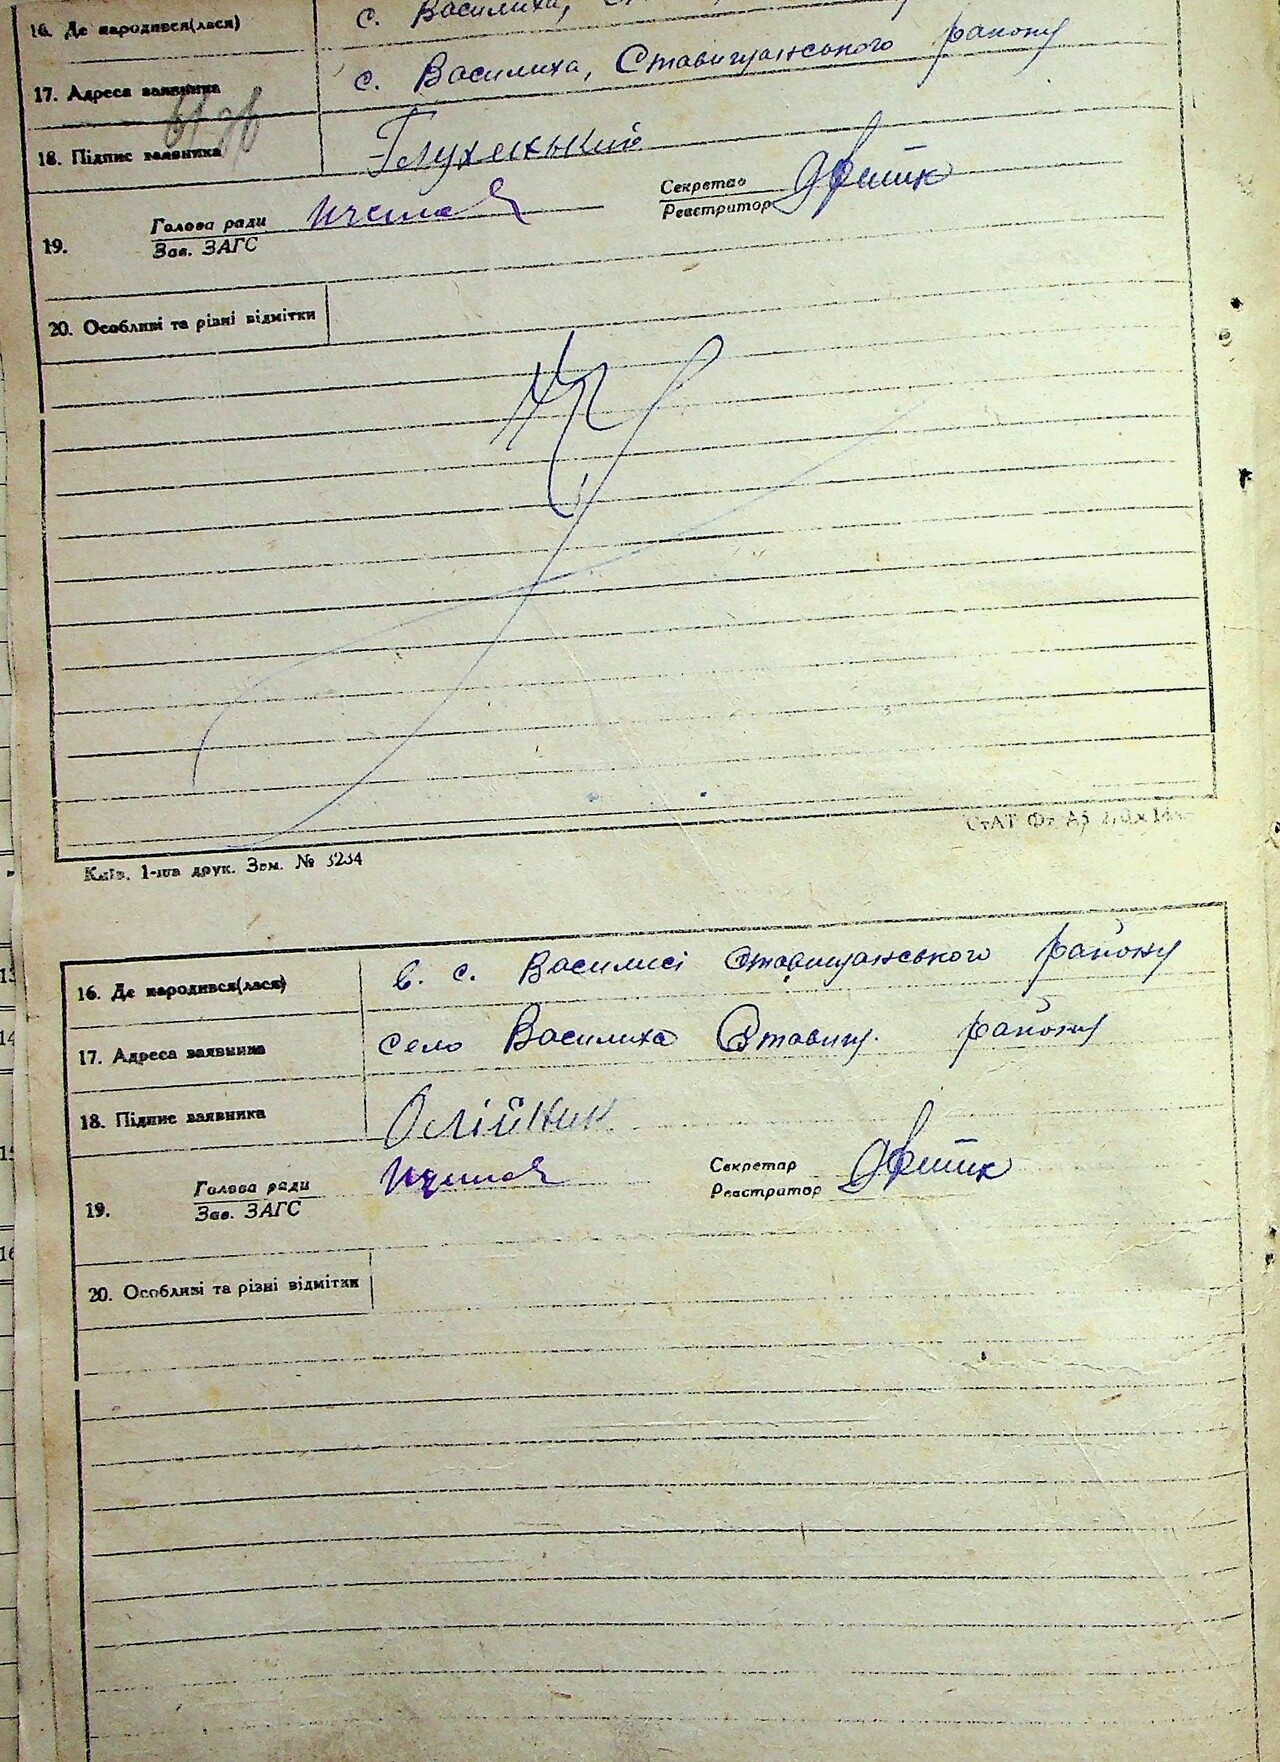 16. Де народився(лася) с. Василиха,
17. Адреса заявника с. Василиха, Ставищанського району
18. Підпис заявника Глухенький
Секретар
Реєстратор
Голова ради
19. Зав. ЗАГС
20. Особливі та різні відмітки
Київ. 1-ша друк. Зам. № 3234
16. Де народився(лася) в. с. Василисі Ставищанського району
17. Адреса заявника село Василиха Ставищ. району
18. Підпис заявника Олійник
Секретар
Реєстратор
Голова ради
19. Зав. ЗАГС
20. Особливі та різні відмітки